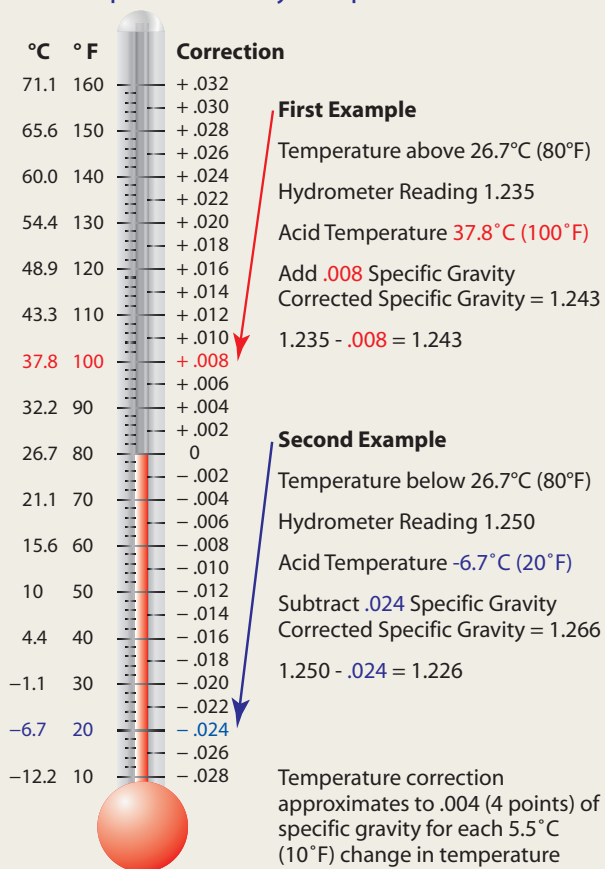 °C ° F Correction
71.1 160 + .032
+ .030
65.6 150 + .028
+ .026
60.0 140 + .024
+ .022
54.4 130 + .020
+ .018
48.9 120 + .016
+ .014
43.3 110 + .012
+ .010
37.8 100 + .008
+ .006
32.2 90 + .004
+ .002
26.7 80 0
− .002
21.1 70 − .004
− .006
15.6 60 − .008
− .010
10 50 − .012
− .014
4.4 40 − .016
− .018
−1.1 30 − .020
− .022
−6.7 20 − .024
− .026
−12.2 10 − .028
First Example
Temperature above 26.7°C (80°F)
Hydrometer Reading 1.235
Acid Temperature 37.8˚C (100˚F)
Add .008 Specific Gravity
Corrected Specific Gravity = 1.243
1.235 - .008 = 1.243
Second Example
Temperature below 26.7°C (80°F)
Hydrometer Reading 1.250
Acid Temperature -6.7˚C (20˚F)
Subtract .024 Specific Gravity
Corrected Specific Gravity = 1.266
1.250 - .024 = 1.226
Temperature correction
approximates to .004 (4 points) of
specific gravity for each 5.5˚C
(10˚F) change in temperature